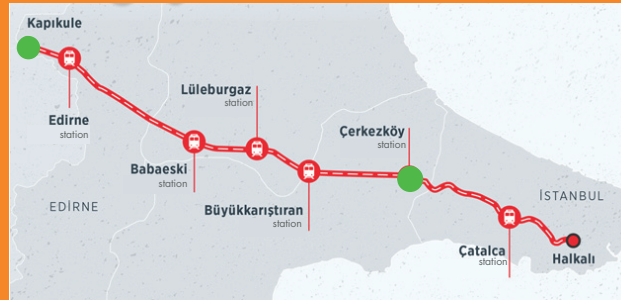 Kapıkule
Edirne
station
EDİRNE
Babaeski
station
Lüleburgaz
station
Büyükkarıştıran
station
Çerkezköy
station
Çatalca
station
İSTANBUL
Halkalı